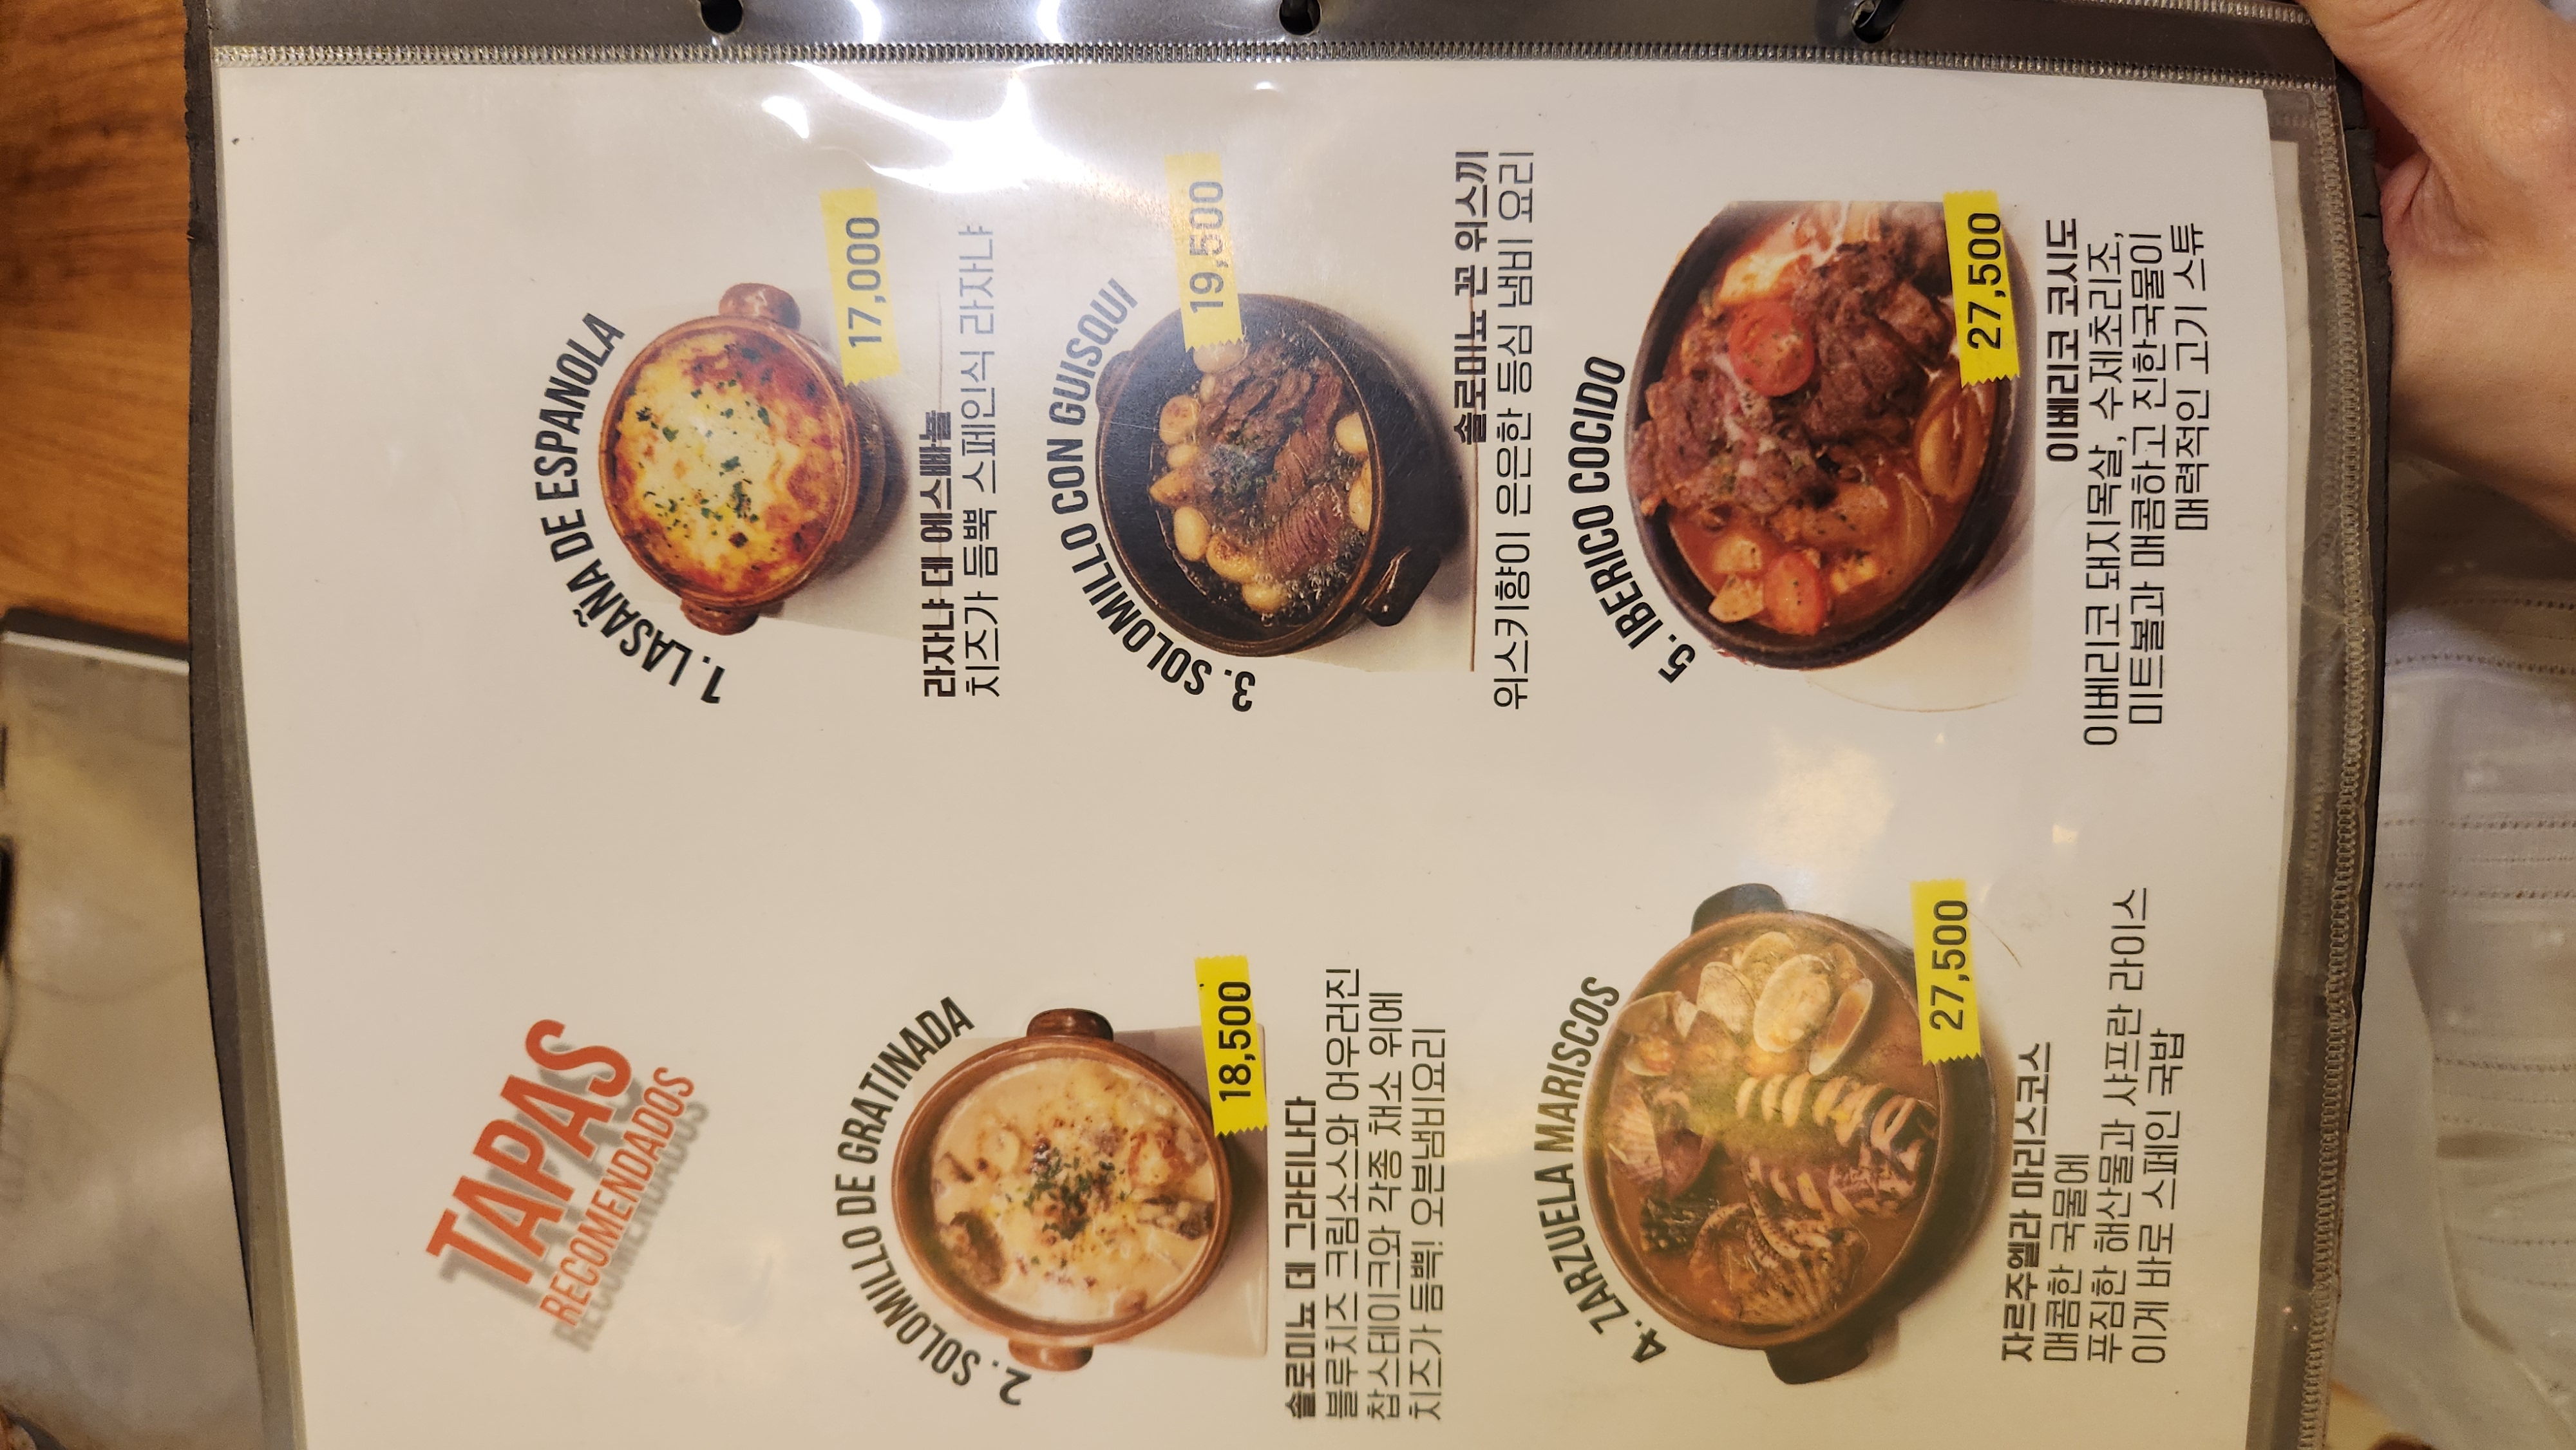 TAPAS
RECOMENDADOS
1. LASAÑA DE ESPANOLA
17,000
라자냐 데 에스빠뇰
치즈가 듬뿍 스페인식 라자냐
2. SOLOMILLO DE GRATINADA
18,500
솔로미뇨 데 그라티나다
블루치즈 크림소스와 어우러진
찹스테이크와 각종 채소 위에
치즈가 듬뿍! 오븐냄비요리
3. SOLOMILLO CON GUISQUI
19,500
솔로미뇨 꼰 위스끼
위스키향이 은은한 등심 냄비 요리
4. ZARZUELA MARISCOS
27,500
자르주엘라 마리스코스
매콤한 국물에
푸짐한 해산물과 샤프란 라이스
이게 바로 스페인 국밥
5. IBERICO COCIDO
27,500
이베리코 코시도
이베리코 돼지목살, 수제초리조,
미트볼과 매콤하고 진한국물이
매력적인 고기 스튜